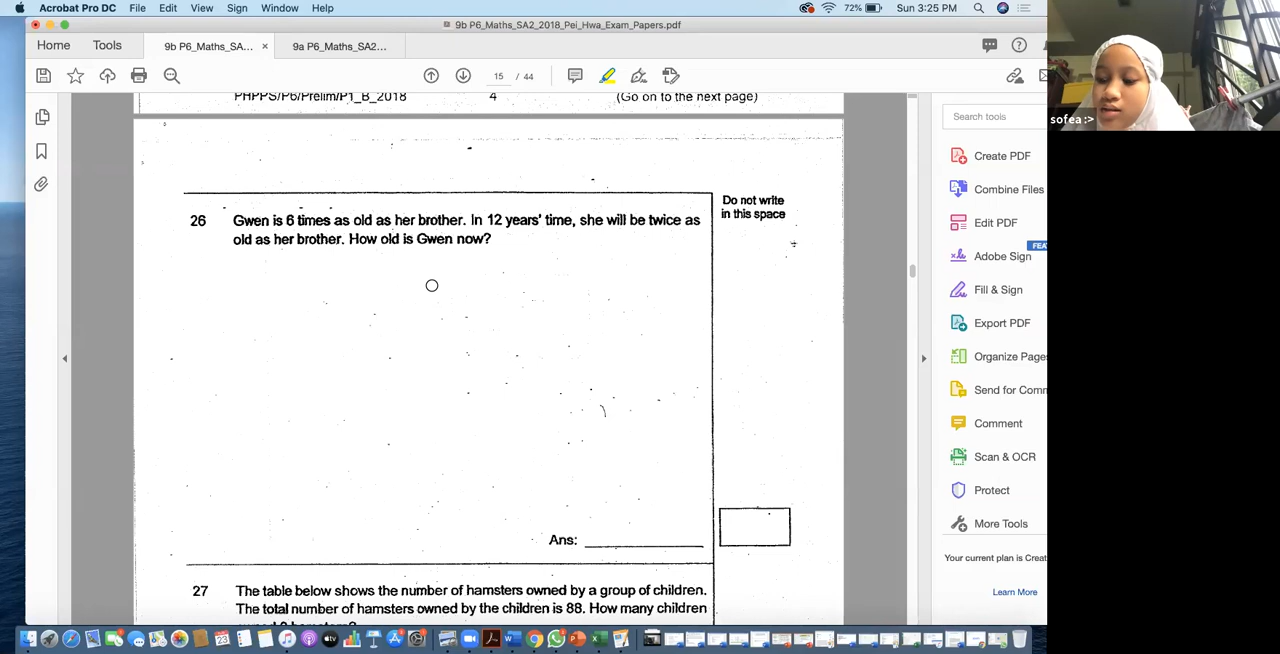 Acrobat Pro DC File Edit View Sign Window Help 72% Sun 3:25 PM
9b P6_Maths_SA2_2018_Pei_Hwa_Exam_Papers.pdf
Home Tools 9b P6_Maths_SA... × 9a P6_Maths_SA2...
15 / 44
PHPPS/P6/Prelim/P1_B_2018 4 (Go on to the next page)
Do not write
in this space
26 Gwen is 6 times as old as her brother. In 12 years' time, she will be twice as
old as her brother. How old is Gwen now?
Ans:
27 The table below shows the number of hamsters owned by a group of children.
The total number of hamsters owned by the children is 88. How many children
Search tools
Create PDF
Combine Files
Edit PDF
FEA
Adobe Sign
Fill & Sign
Export PDF
Organize Pages
Send for Comm
Comment
Scan & OCR
Protect
More Tools
Your current plan is Creat
Learn More
sofea :>